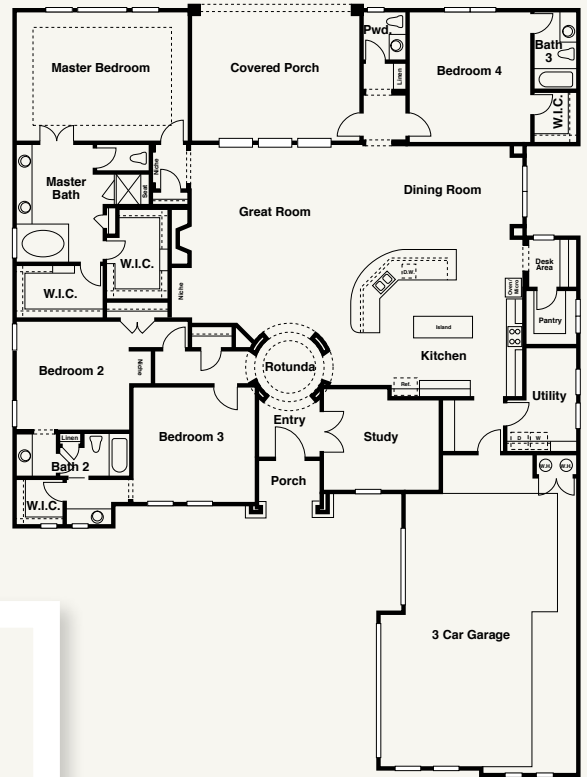 Master Bedroom
Covered Porch
Pwd.
Linen
Bedroom 4
Bath
3
W.I.C.
Niche
Seat
Master
Bath
Great Room
Dining Room
W.I.C.
W.I.C.
Niche
D.W.
Oven/
Micro
Desk
Area
Pantry
Island
Kitchen
Ref.
Utility
D W
W.H. W.H.
Bedroom 2
Niche
Rotunda
Entry
Study
Bedroom 3
Linen
Bath 2
W.I.C.
Porch
3 Car Garage